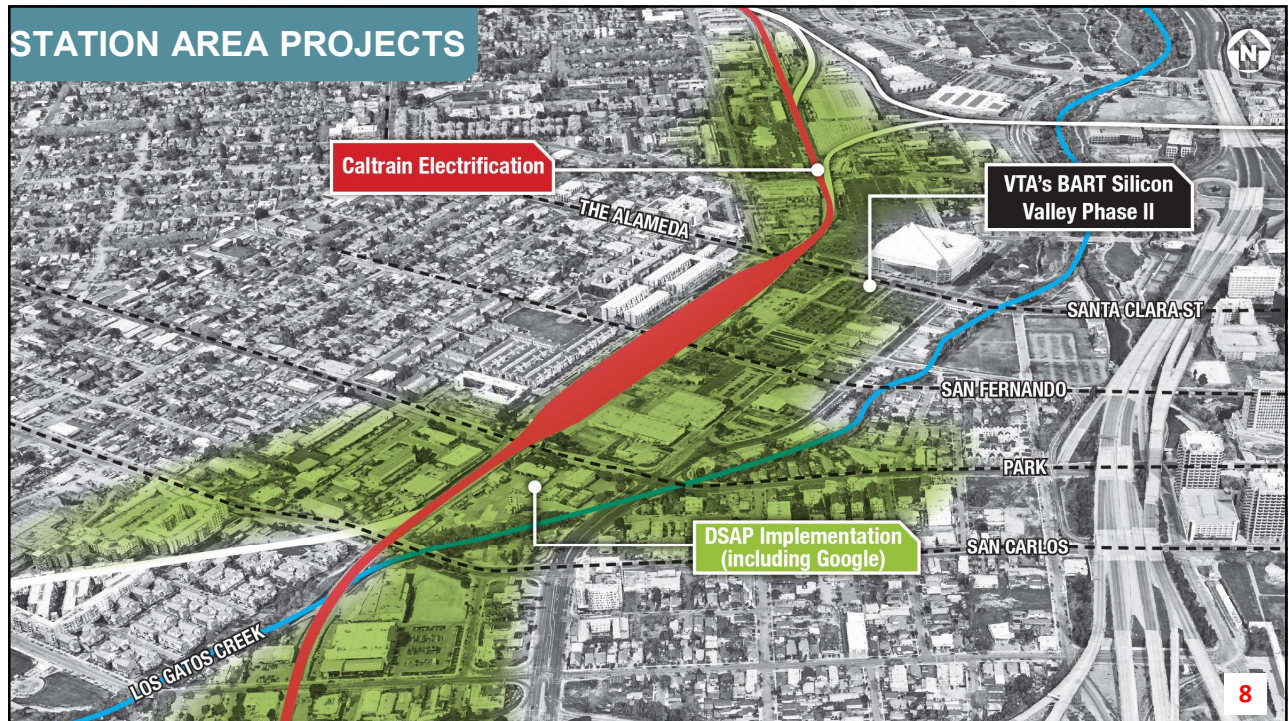 STATION AREA PROJECTS
N
Caltrain Electrification
VTA's BART Silicon
Valley Phase II
THE ALAMEDA
SANTA CLARA ST
SAN FERNANDO
PARK
DSAP Implementation
(including Google)
SAN CARLOS
LOS GATOS CREEK
8